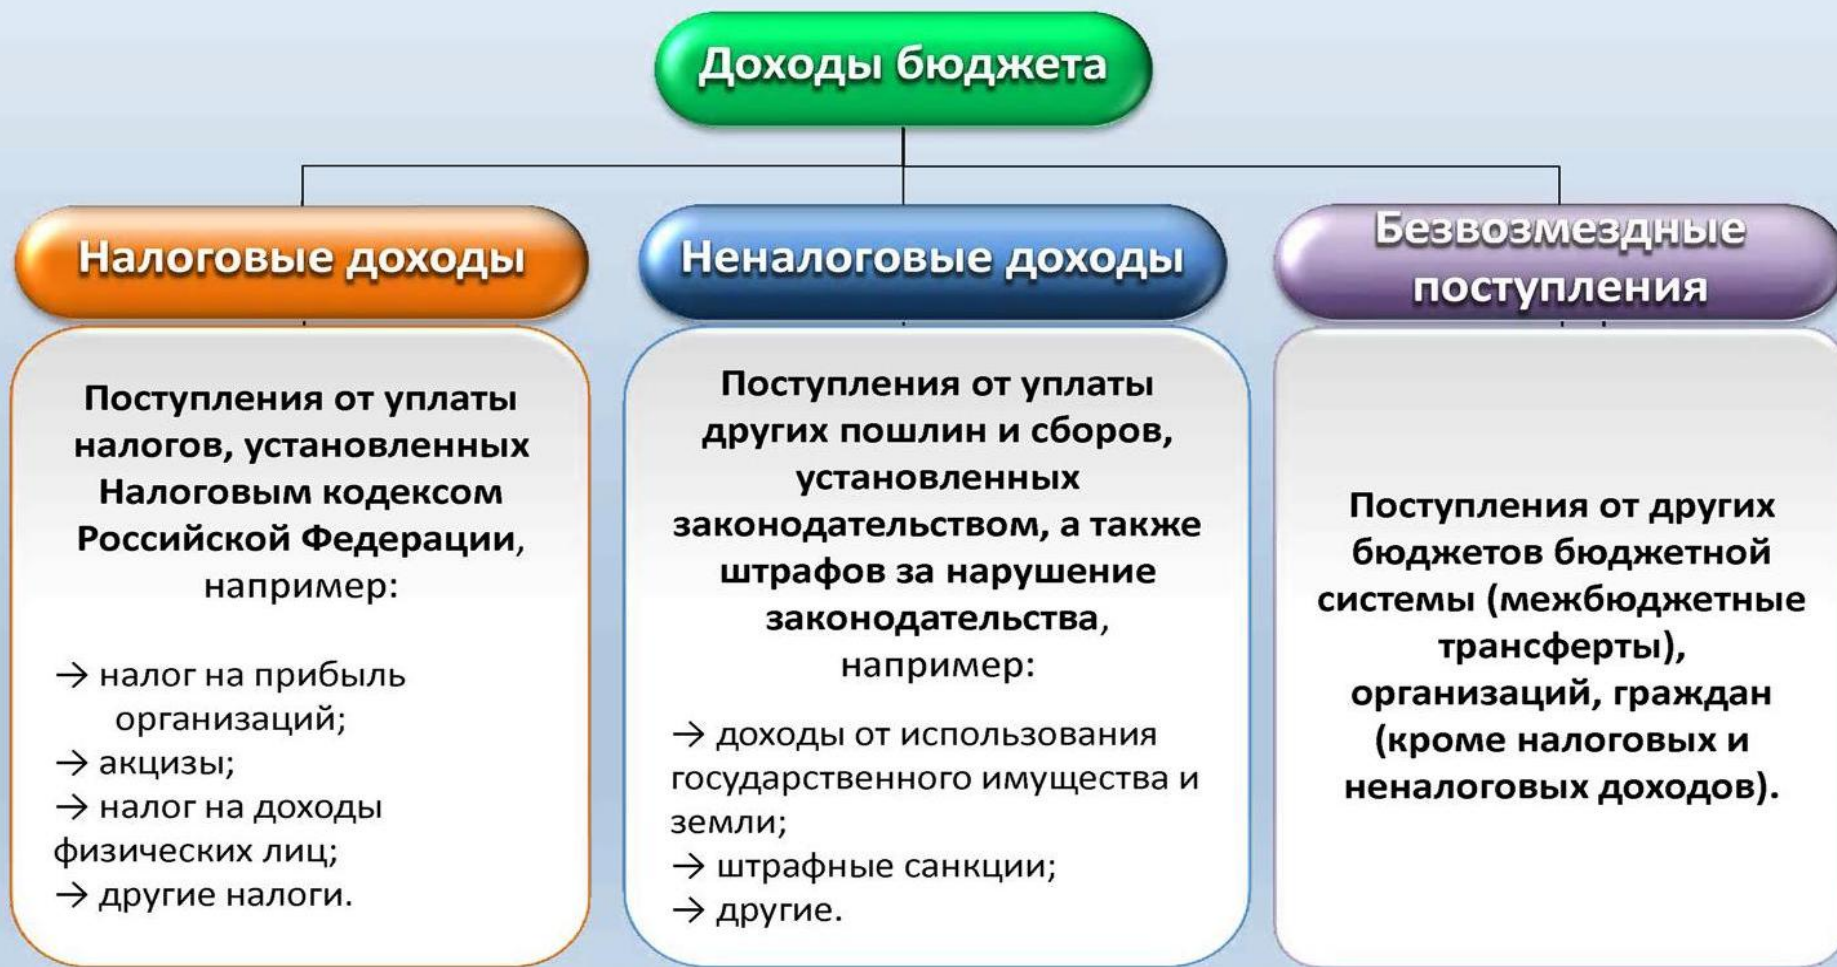 Доходы бюджета
Налоговые доходы
Поступления от уплаты
налогов, установленных
Налоговым кодексом
Российской Федерации,
например:
→ налог на прибыль
организаций;
→ акцизы;
→ налог на доходы
физических лиц;
→ другие налоги.
Неналоговые доходы
Поступления от уплаты
других пошлин и сборов,
установленных
законодательством, а также
штрафов за нарушение
законодательства,
например:
→ доходы от использования
государственного имущества и
земли;
→ штрафные санкции;
→ другие.
Безвозмездные
поступления
Поступления от других
бюджетов бюджетной
системы (межбюджетные
трансферты),
организаций, граждан
(кроме налоговых и
неналоговых доходов).